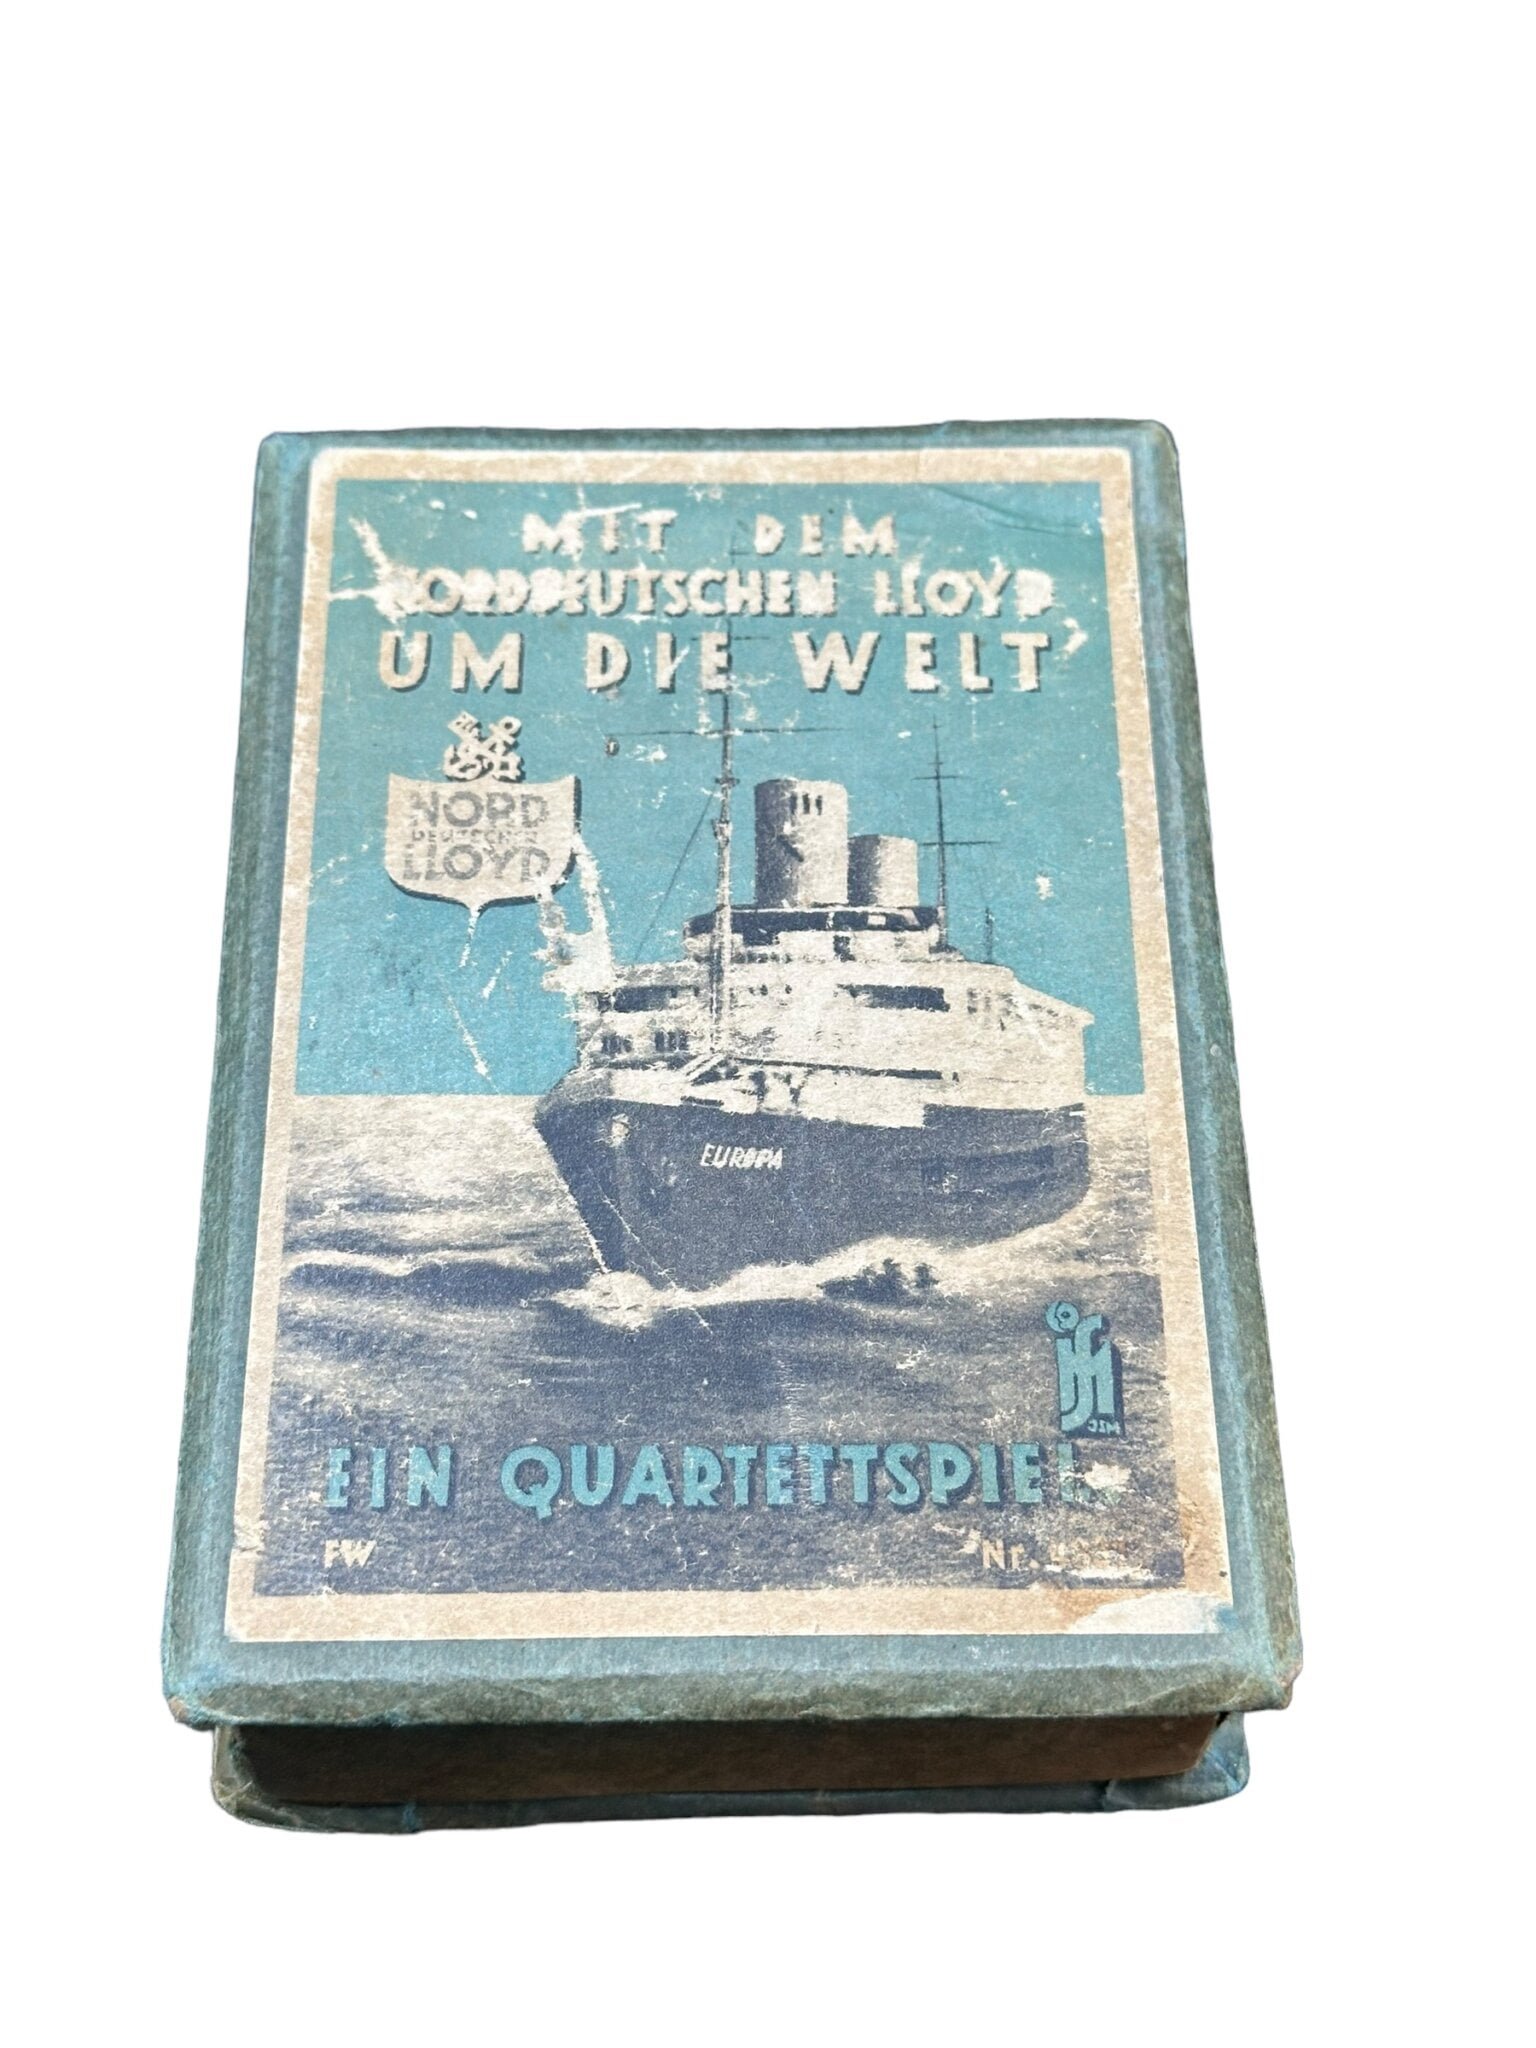 MIT DEM
NORDDEUTSCHEN LLOYD
UM DIE WELT
NORD
DEUTSCHER
LLOYD
EUROPA
JSM
EIN QUARTETTSPIEL
FW
Nr.